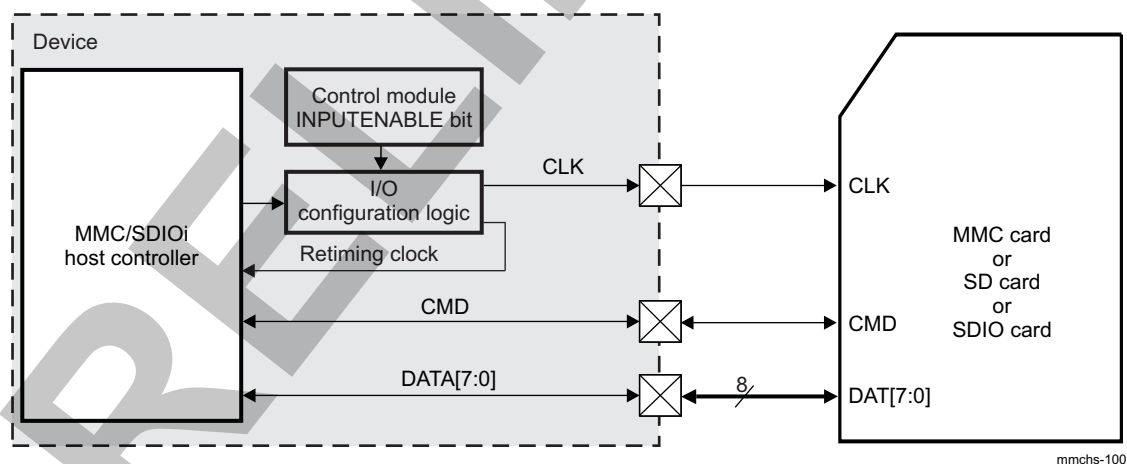 Device
Control module
INPUTENABLE bit
CLK
I/O
configuration logic
CLK
MMC/SDIOi
host controller
Retiming clock
MMC card
or
SD card
or
SDIO card
CMD
CMD
DATA[7:0]
8
DAT[7:0]
mmchs-100